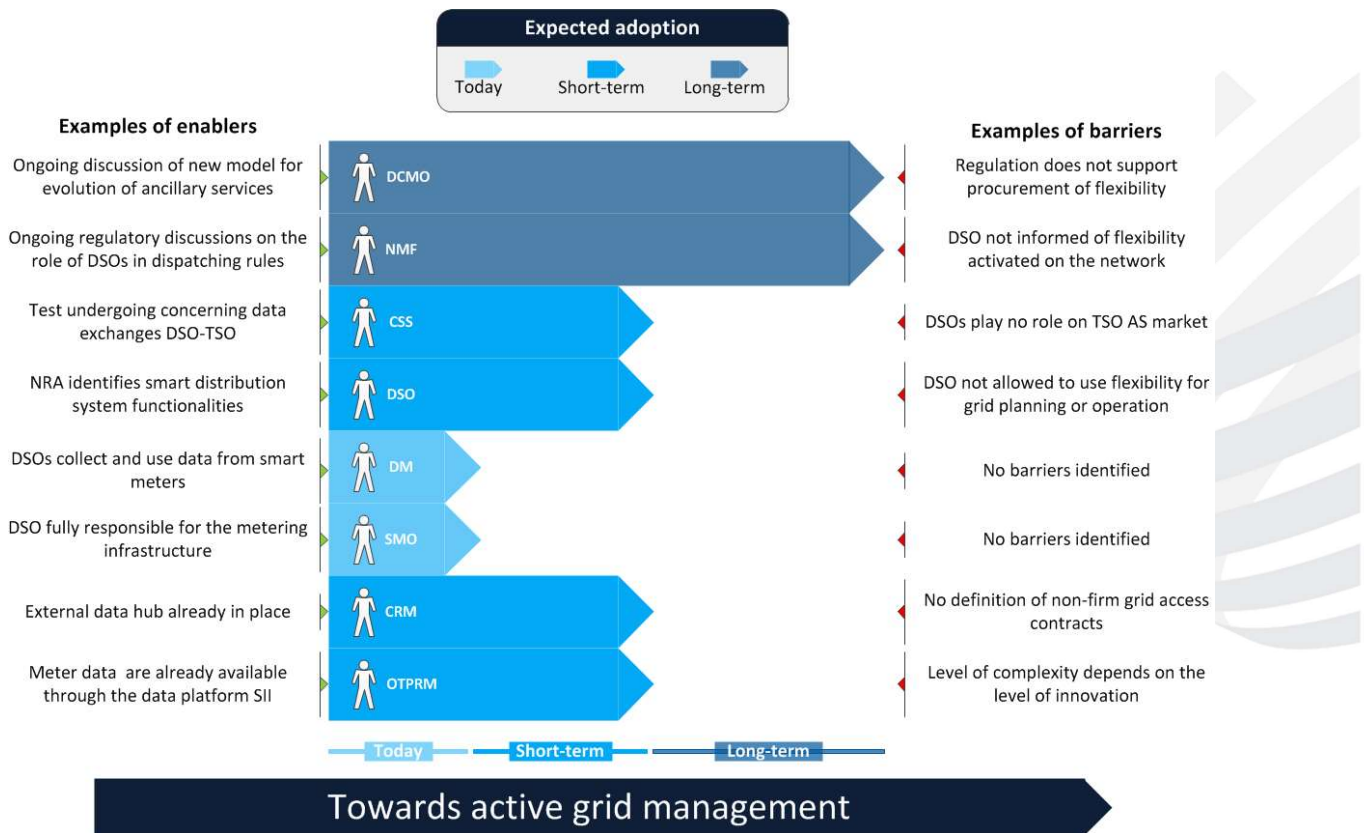 Expected adoption
Today
Short-term
Long-term
Examples of enablers
Examples of barriers
Ongoing discussion of new model for
evolution of ancillary services
DCMO
Regulation does not support
procurement of flexibility
Ongoing regulatory discussions on the
role of DSOs in dispatching rules
NMF
DSO not informed of flexibility
activated on the network
Test undergoing concerning data
exchanges DSO-TSO
CSS
DSOs play no role on TSO AS market
NRA identifies smart distribution
system functionalities
DSO
DSO not allowed to use flexibility for
grid planning or operation
DSOs collect and use data from smart
meters
DM
No barriers identified
DSO fully responsible for the metering
infrastructure
SMO
No barriers identified
External data hub already in place
CRM
No definition of non-firm grid access
contracts
Meter data are already available
through the data platform SII
OTPRM
Level of complexity depends on the
level of innovation
Today
Short-term
Long-term
Towards active grid management